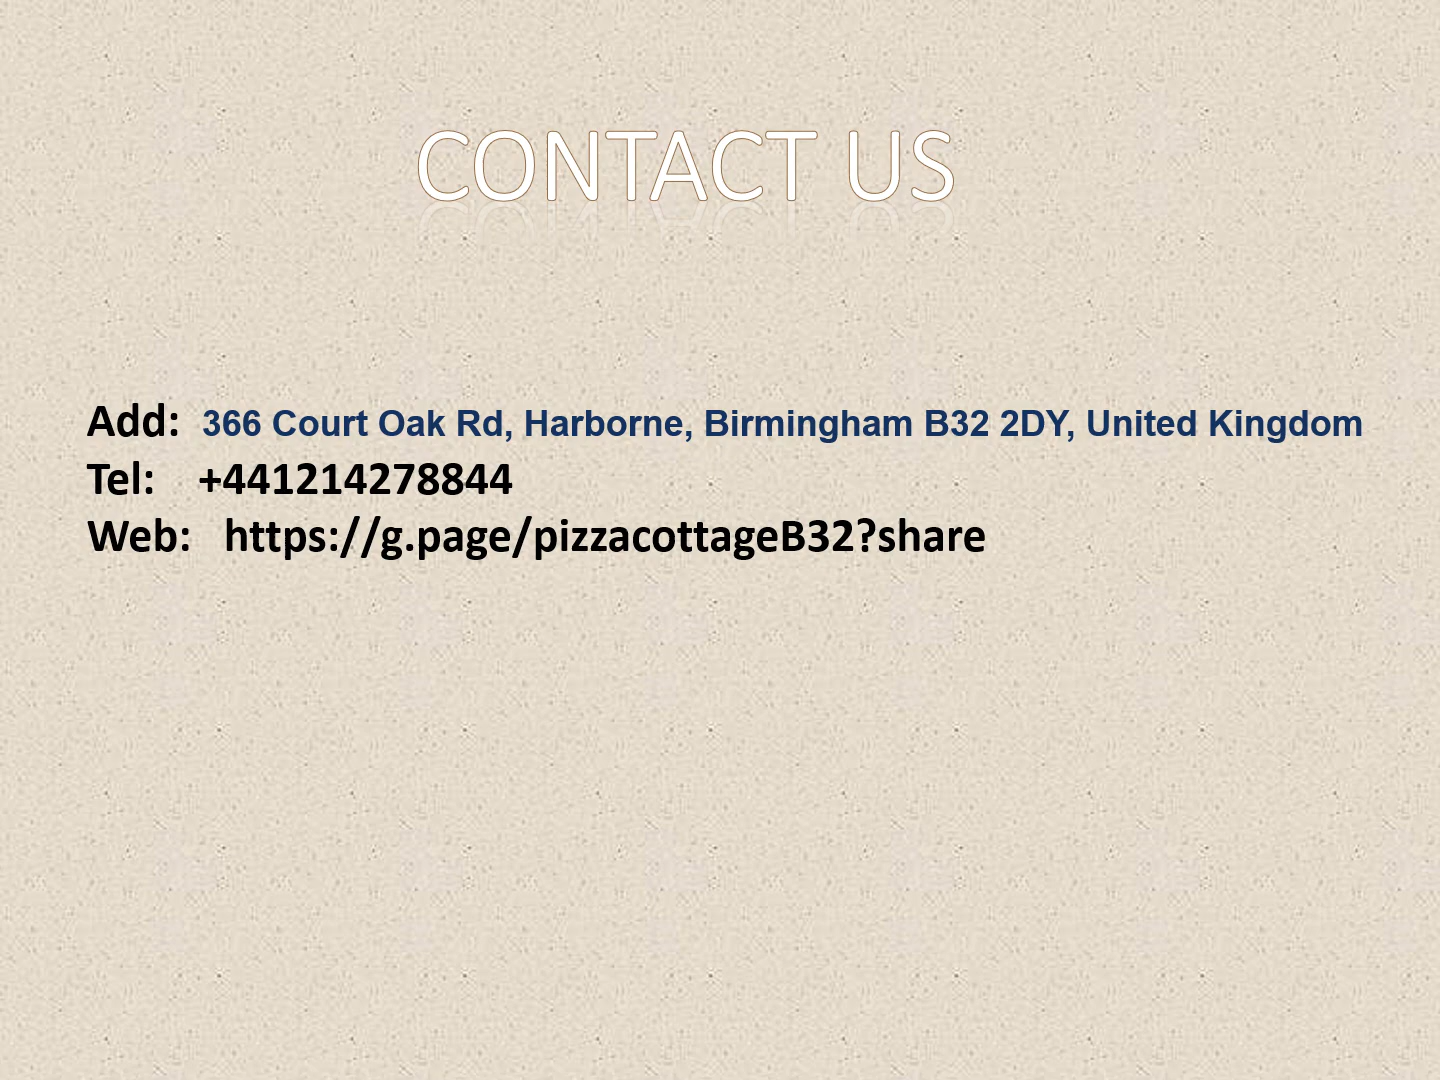 CONTACT US
Add: 366 Court Oak Rd, Harborne, Birmingham B32 2DY, United Kingdom
Tel: +441214278844
Web: https://g.page/pizzacottageB32?share